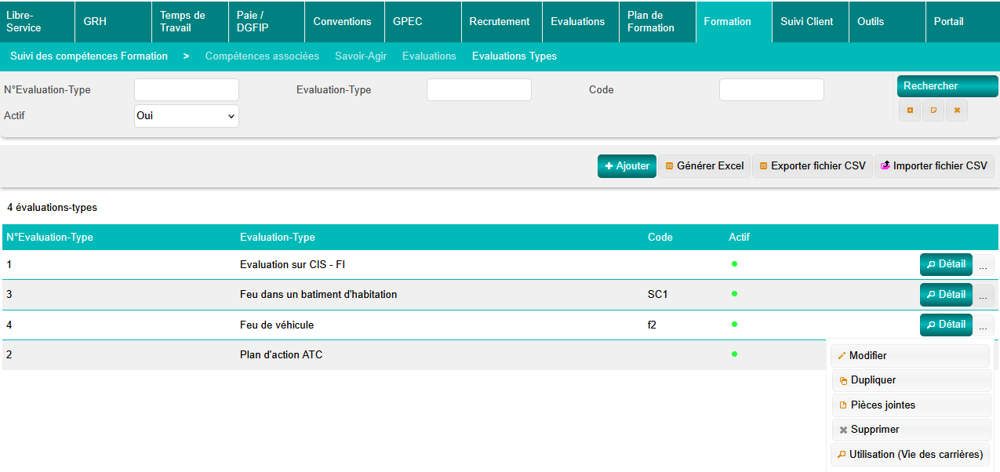 Libre-Service GRH Temps de Travail Paie / DGFIP Conventions GPEC Recrutement Evaluations Plan de Formation Formation Suivi Client Outils Portail
Suivi des compétences Formation > Compétences associées Savoir-Agir Evaluations Evaluations Types
N°Evaluation-Type Evaluation-Type Code Rechercher
Actif Oui
Ajouter Générer Excel Exporter fichier CSV Importer fichier CSV
4 évaluations-types
N°Evaluation-Type Evaluation-Type Code Actif
1 Evaluation sur CIS - FI Détail ...
3 Feu dans un batiment d'habitation SC1 Détail ...
4 Feu de véhicule f2 Détail ...
2 Plan d'action ATC
Modifier
Dupliquer
Pièces jointes
Supprimer
Utilisation (Vie des carrières)